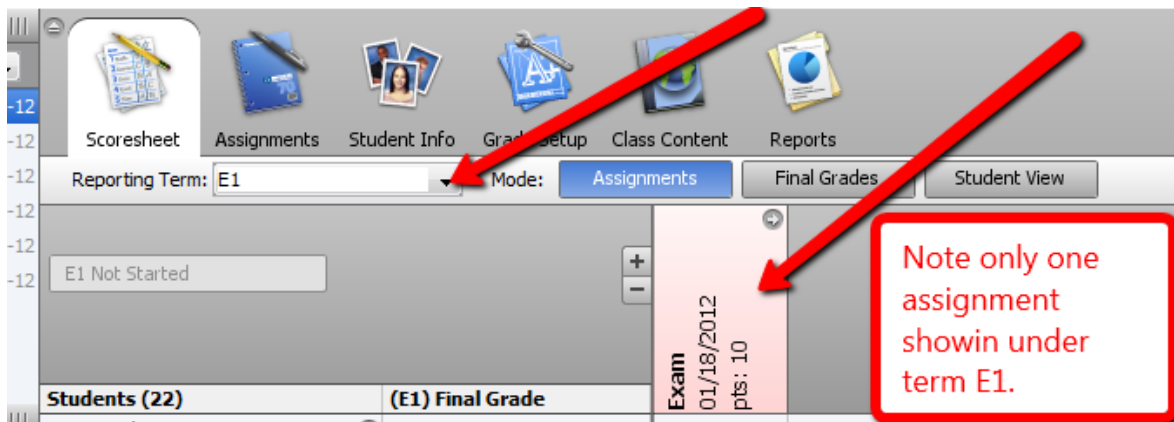 -12
Scoresheet Assignments Student Info Grade Setup Class Content Reports
-12
-12
Reporting Term: E1 Mode: Assignments Final Grades Student View
-12
-12
-12
E1 Not Started
+
−
Exam
01/18/2012
pts: 10
Note only one
assignment
showin under
term E1.
Students (22) (E1) Final Grade